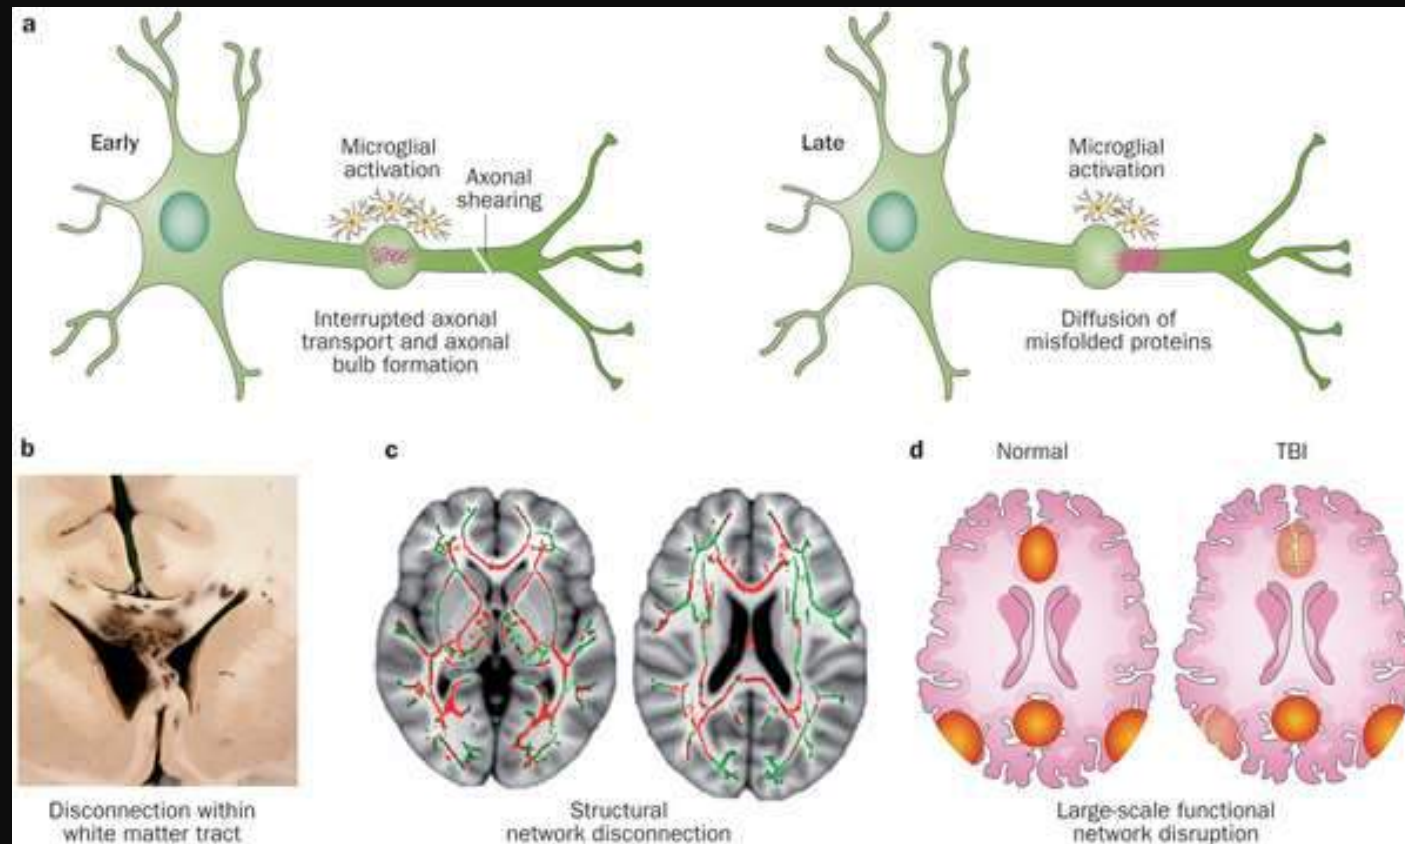 a
Early
Microglial
activation
Axonal
shearing
Interrupted axonal
transport and axonal
bulb formation
Late
Microglial
activation
Diffusion of
misfolded proteins
b
Disconnection within
white matter tract
c
Structural
network disconnection
d
Normal
TBI
Large-scale functional
network disruption